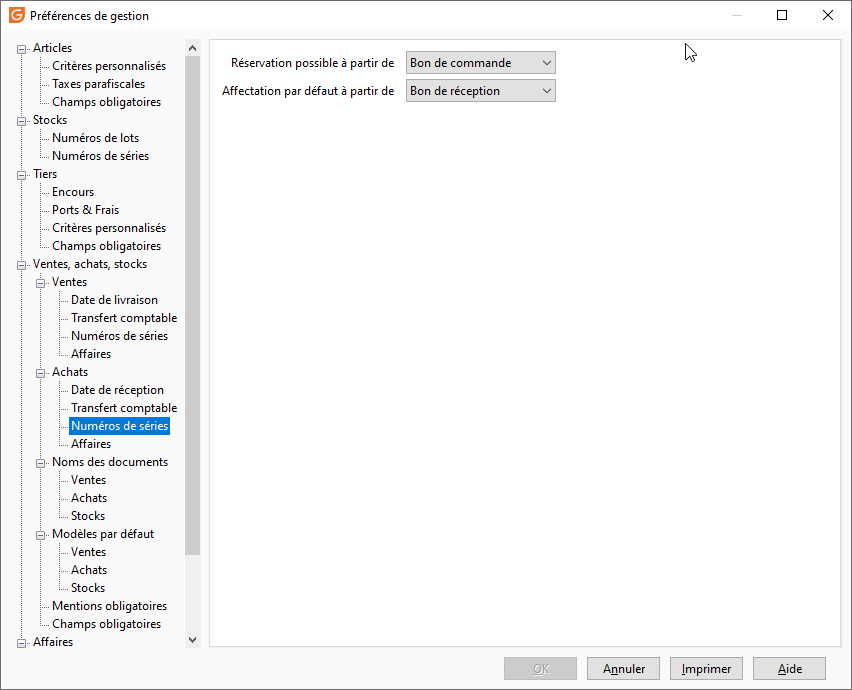 Préférences de gestion
Articles
Critères personnalisés
Taxes parafiscales
Champs obligatoires
Stocks
Numéros de lots
Numéros de séries
Tiers
Encours
Ports & Frais
Critères personnalisés
Champs obligatoires
Ventes, achats, stocks
Ventes
Date de livraison
Transfert comptable
Numéros de séries
Affaires
Achats
Date de réception
Transfert comptable
Numéros de séries
Affaires
Noms des documents
Ventes
Achats
Stocks
Modèles par défaut
Ventes
Achats
Stocks
Mentions obligatoires
Champs obligatoires
Affaires
Réservation possible à partir de Bon de commande
Affectation par défaut à partir de Bon de réception
OK Annuler Imprimer Aide